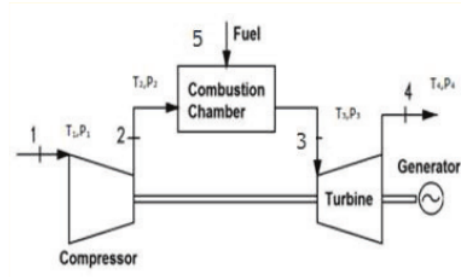 5 Fuel
T₂,P₂
Combustion
Chamber
4 T₄,P₄
1 T₁,P₁ 2
3 T₃,P₃
Generator
Turbine
Compressor